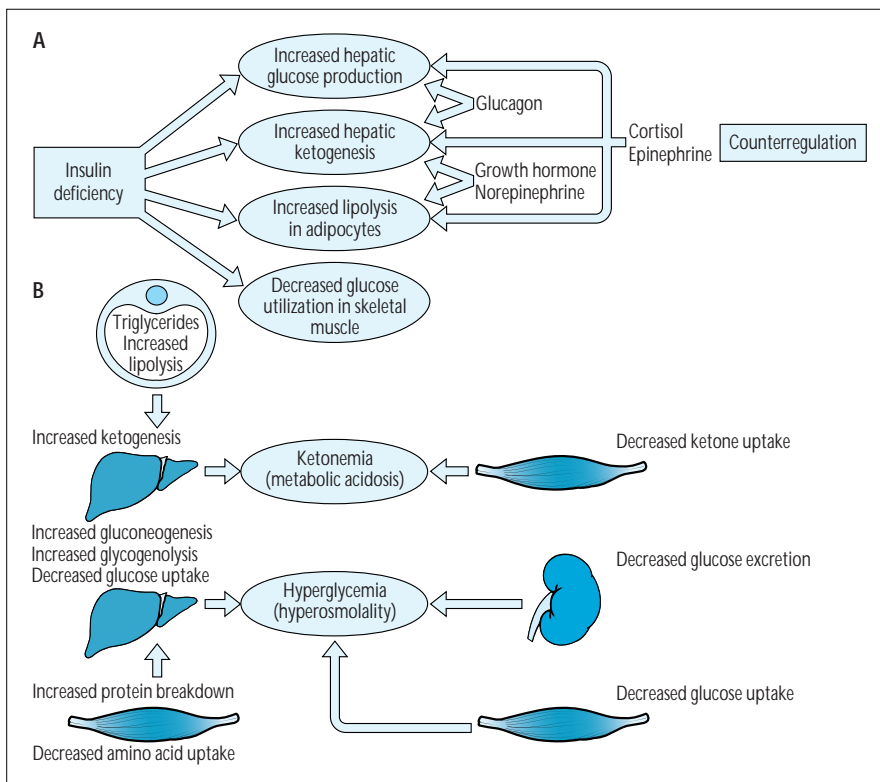 A
Increased hepatic
glucose production
Glucagon
Increased hepatic
ketogenesis
Cortisol
Epinephrine
Counterregulation
Insulin
deficiency
Growth hormone
Norepinephrine
Increased lipolysis
in adipocytes
Decreased glucose
utilization in skeletal
muscle
B
Triglycerides
Increased
lipolysis
Increased ketogenesis
Ketonemia
(metabolic acidosis)
Decreased ketone uptake
Increased gluconeogenesis
Increased glycogenolysis
Decreased glucose uptake
Hyperglycemia
(hyperosmolality)
Decreased glucose excretion
Increased protein breakdown
Decreased amino acid uptake
Decreased glucose uptake